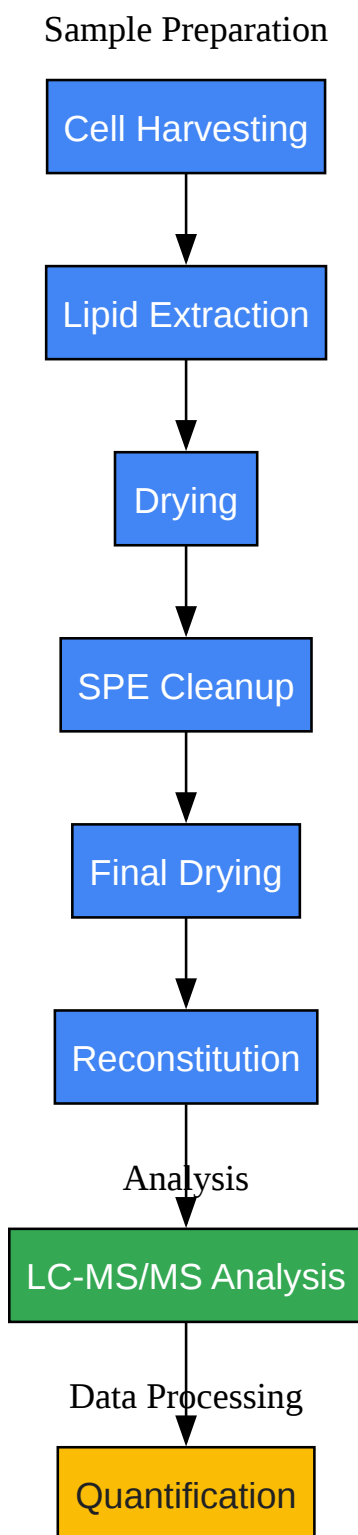 Sample Preparation
Cell Harvesting
Lipid Extraction
Drying
SPE Cleanup
Final Drying
Reconstitution
Analysis
LC-MS/MS Analysis
Data Processing
Quantification